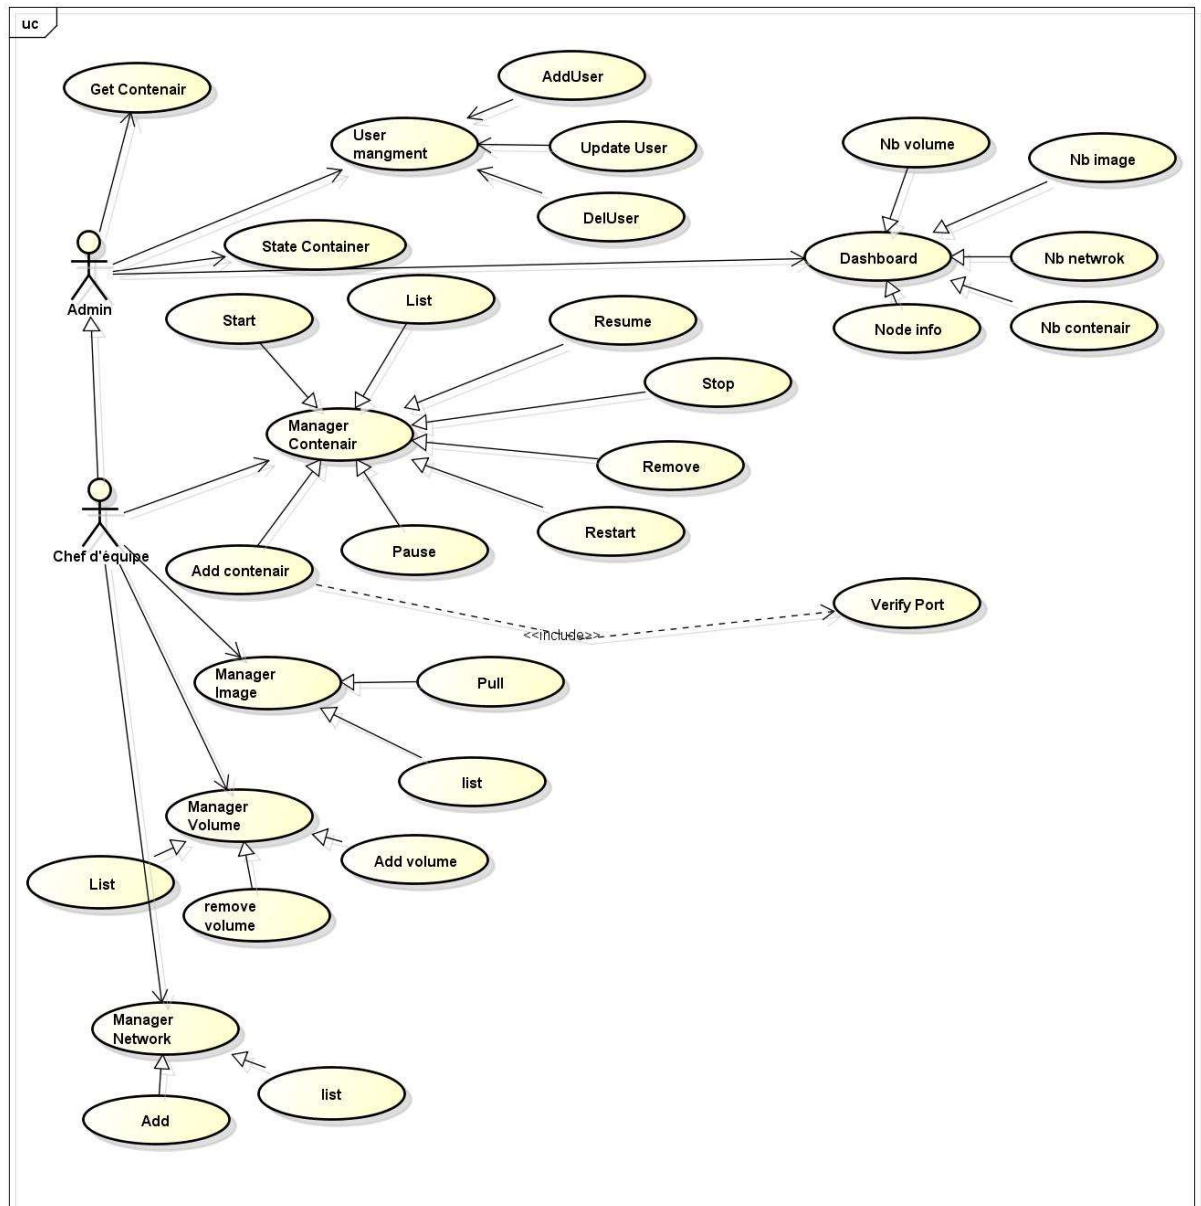 uc
AddUser
Get Contenair
User
mangment
Update User
Nb volume
Nb image
DelUser
State Container
Dashboard
Nb netwrok
Admin
List
Start
Resume
Node info
Nb contenair
Stop
Manager
Contenair
Remove
Restart
Chef d'équipe
Pause
Add contenair
Verify Port
<<include>>
Manager
Image
Pull
list
Manager
Volume
Add volume
List
remove
volume
Manager
Network
list
Add